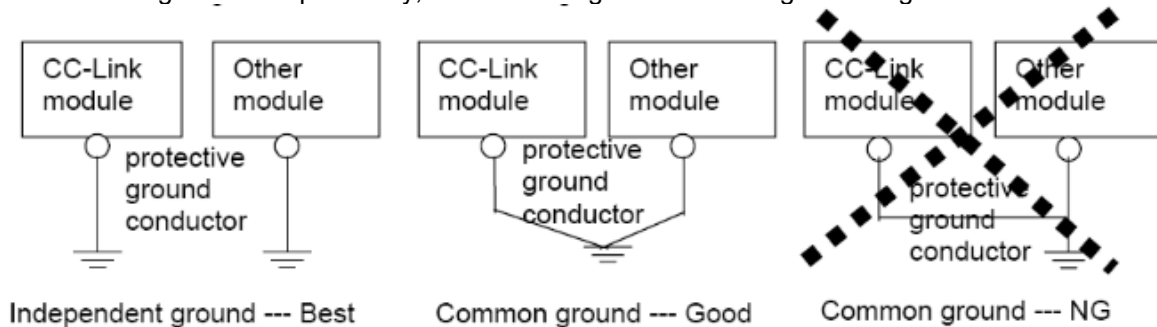 CC-Link
module
Other
module
protective
ground
conductor
Independent ground --- Best
CC-Link
module
Other
module
protective
ground
conductor
Common ground --- Good
CC-Link
module
Other
module
protective
ground
conductor
Common ground --- NG